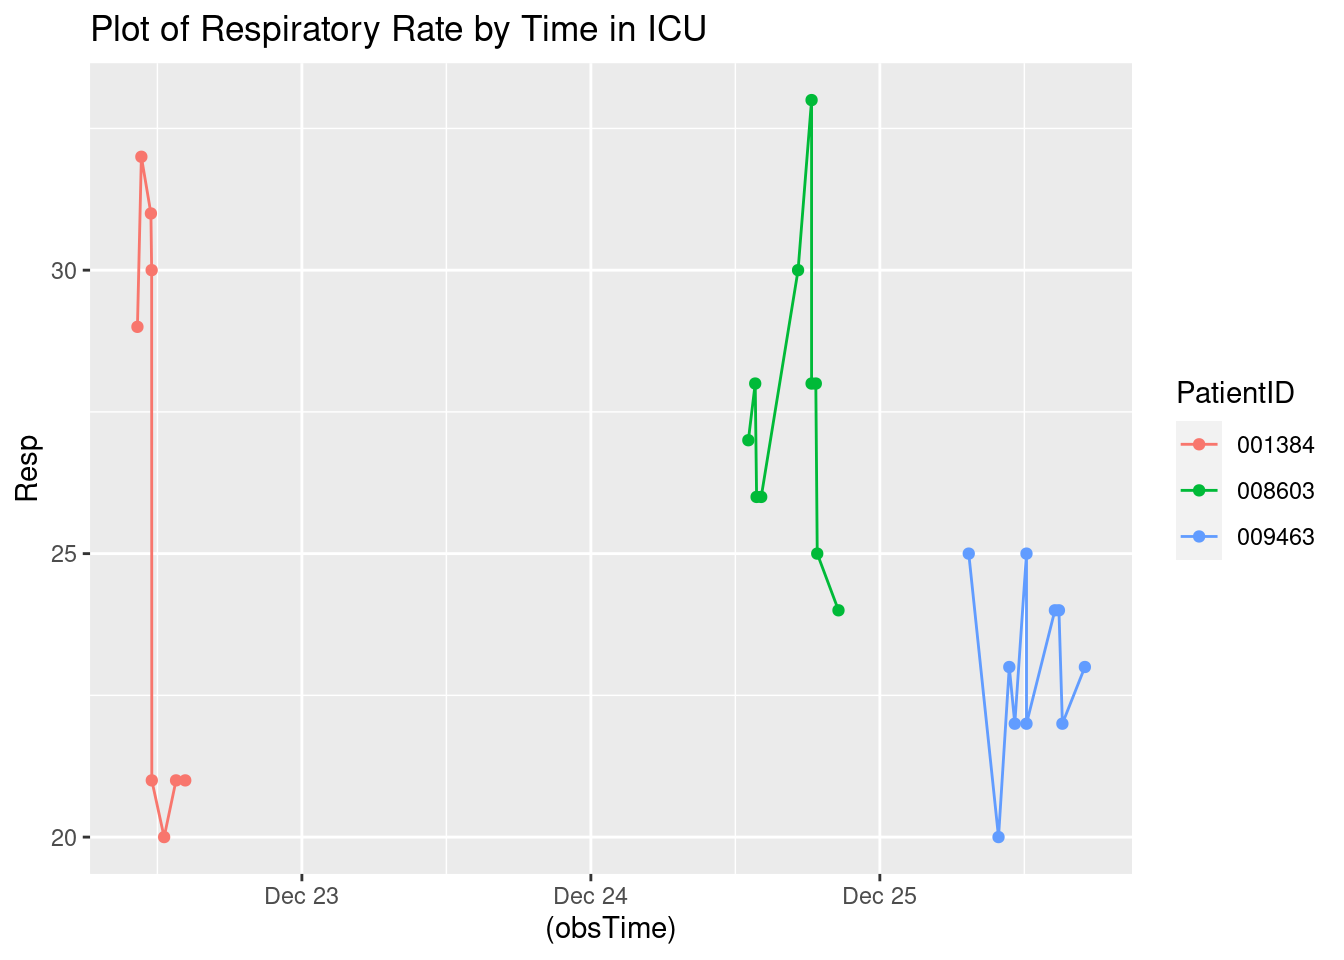 Plot of Respiratory Rate by Time in ICU
Resp
30
25
20
Dec 23
Dec 24
Dec 25
(obsTime)
PatientID
001384
008603
009463